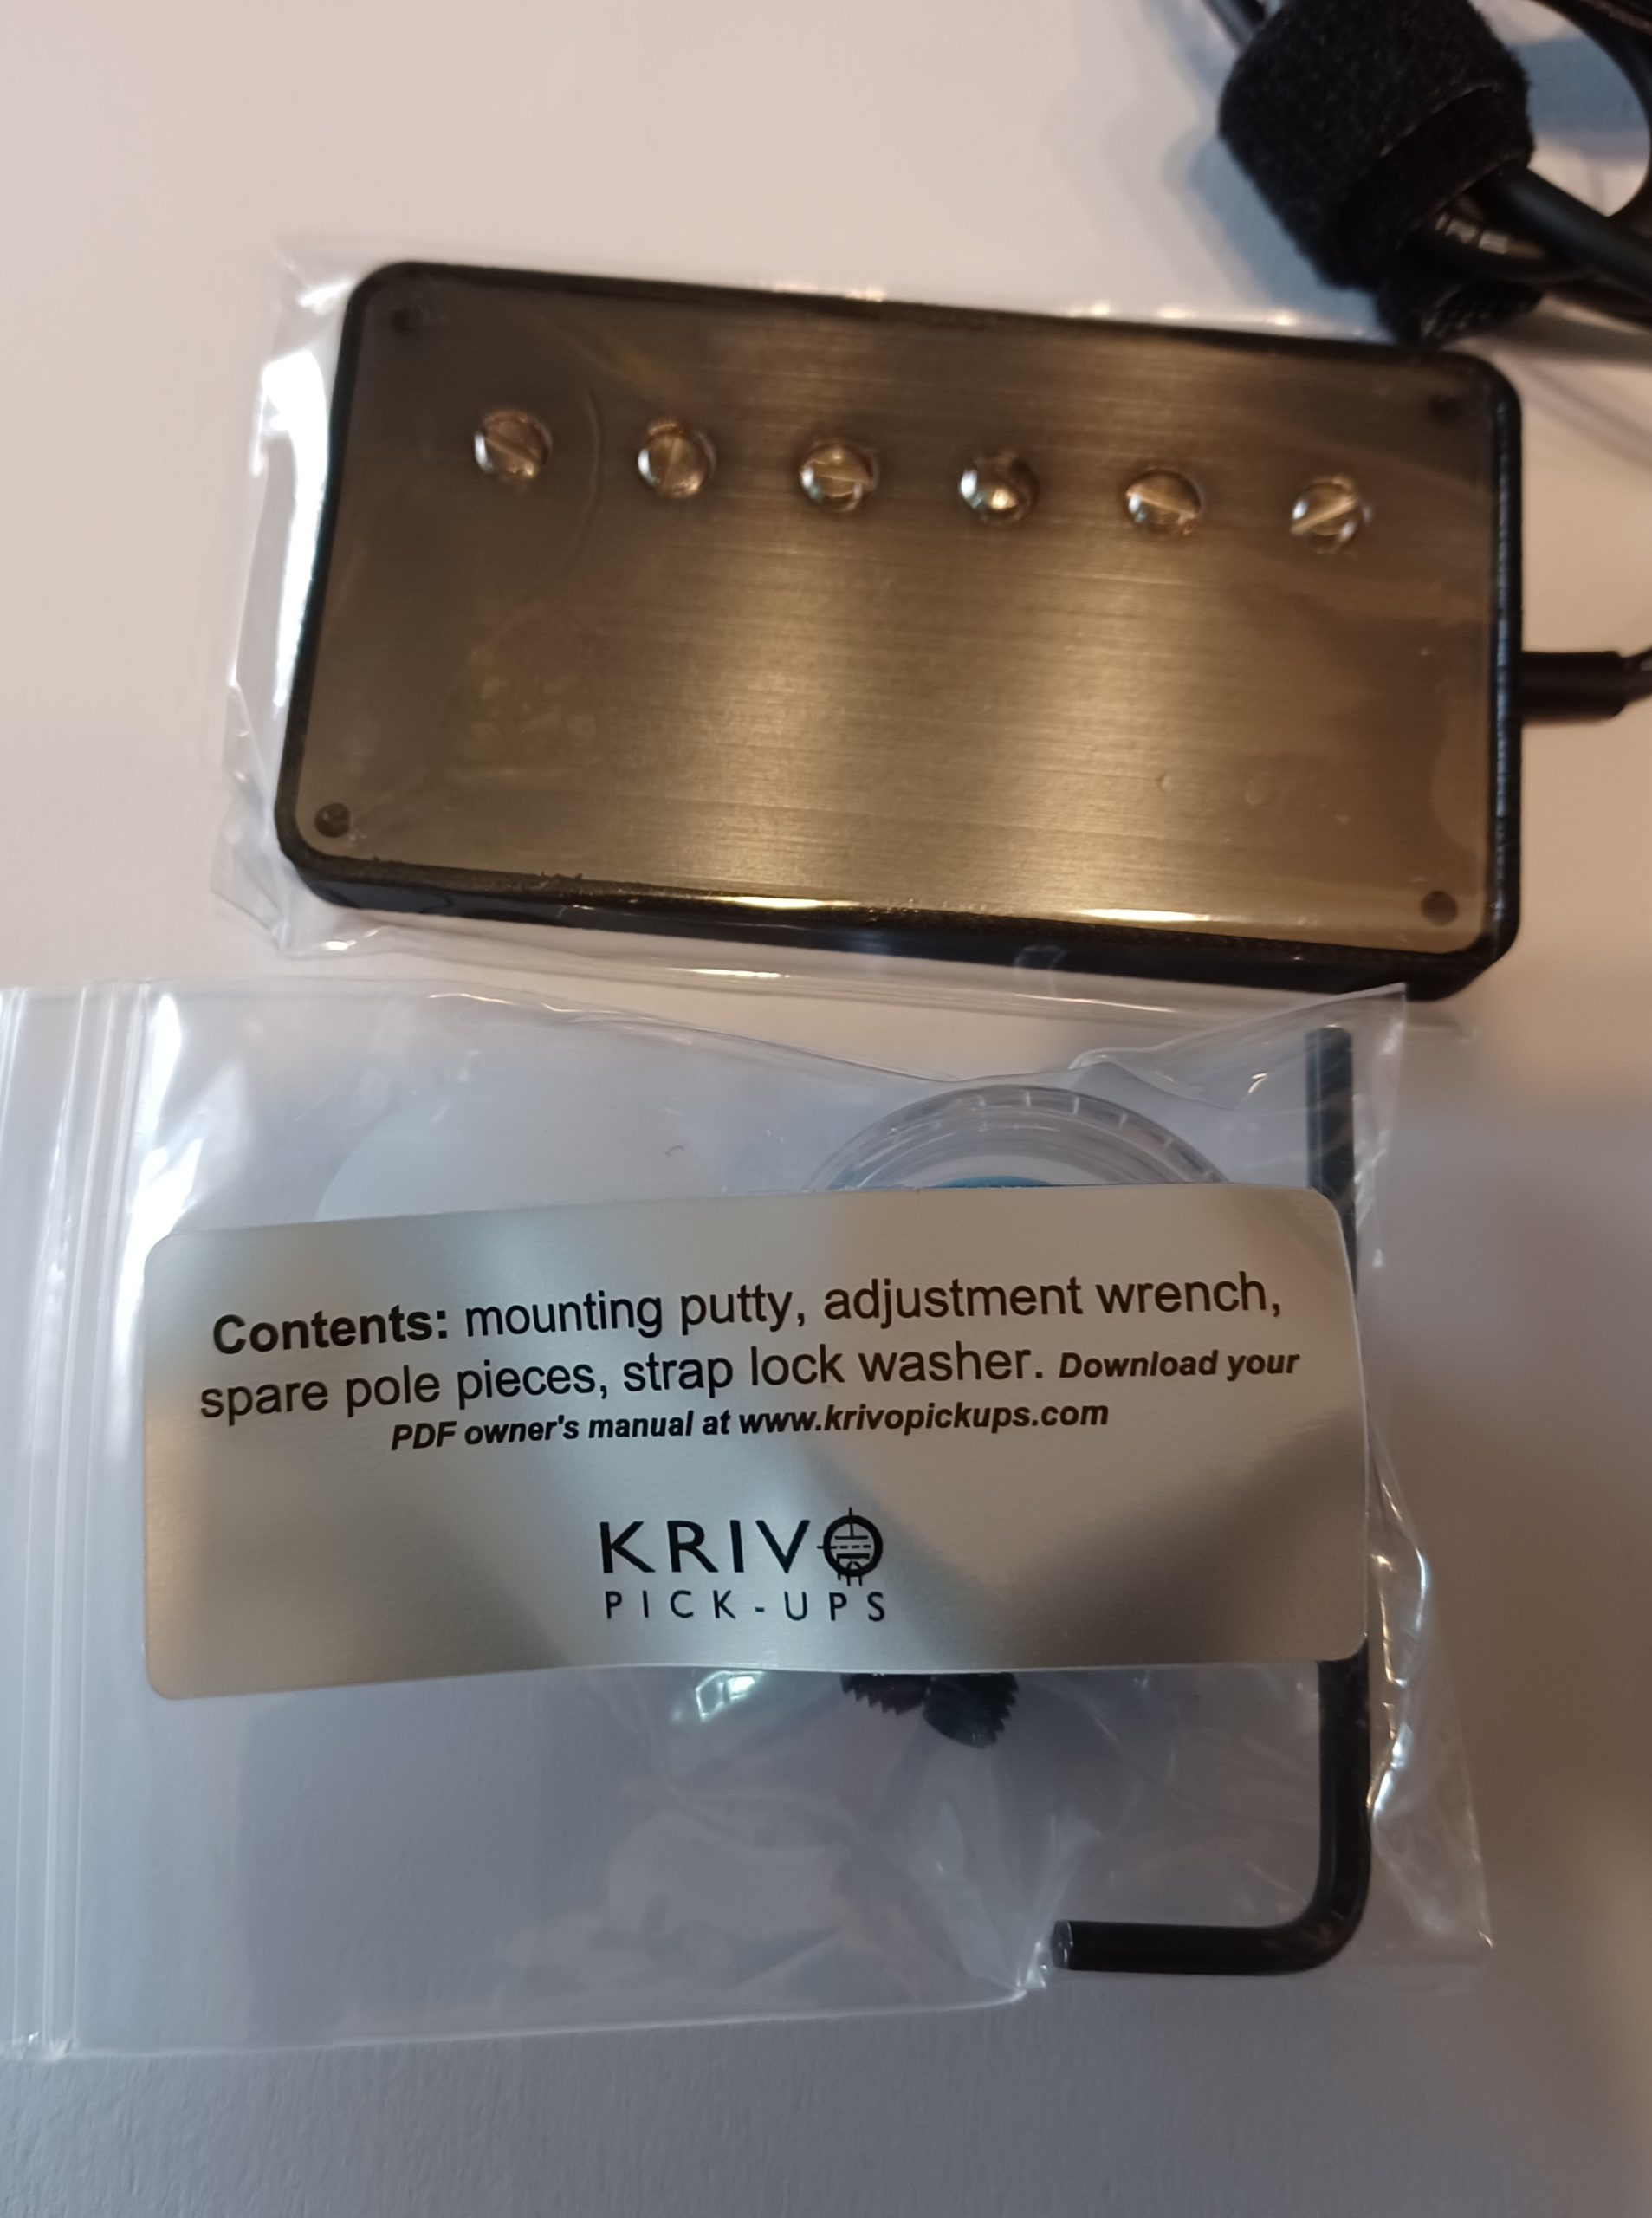 Contents: mounting putty, adjustment wrench,
spare pole pieces, strap lock washer. Download your
PDF owner's manual at www.krivopickups.com
KRIVO
PICK-UPS